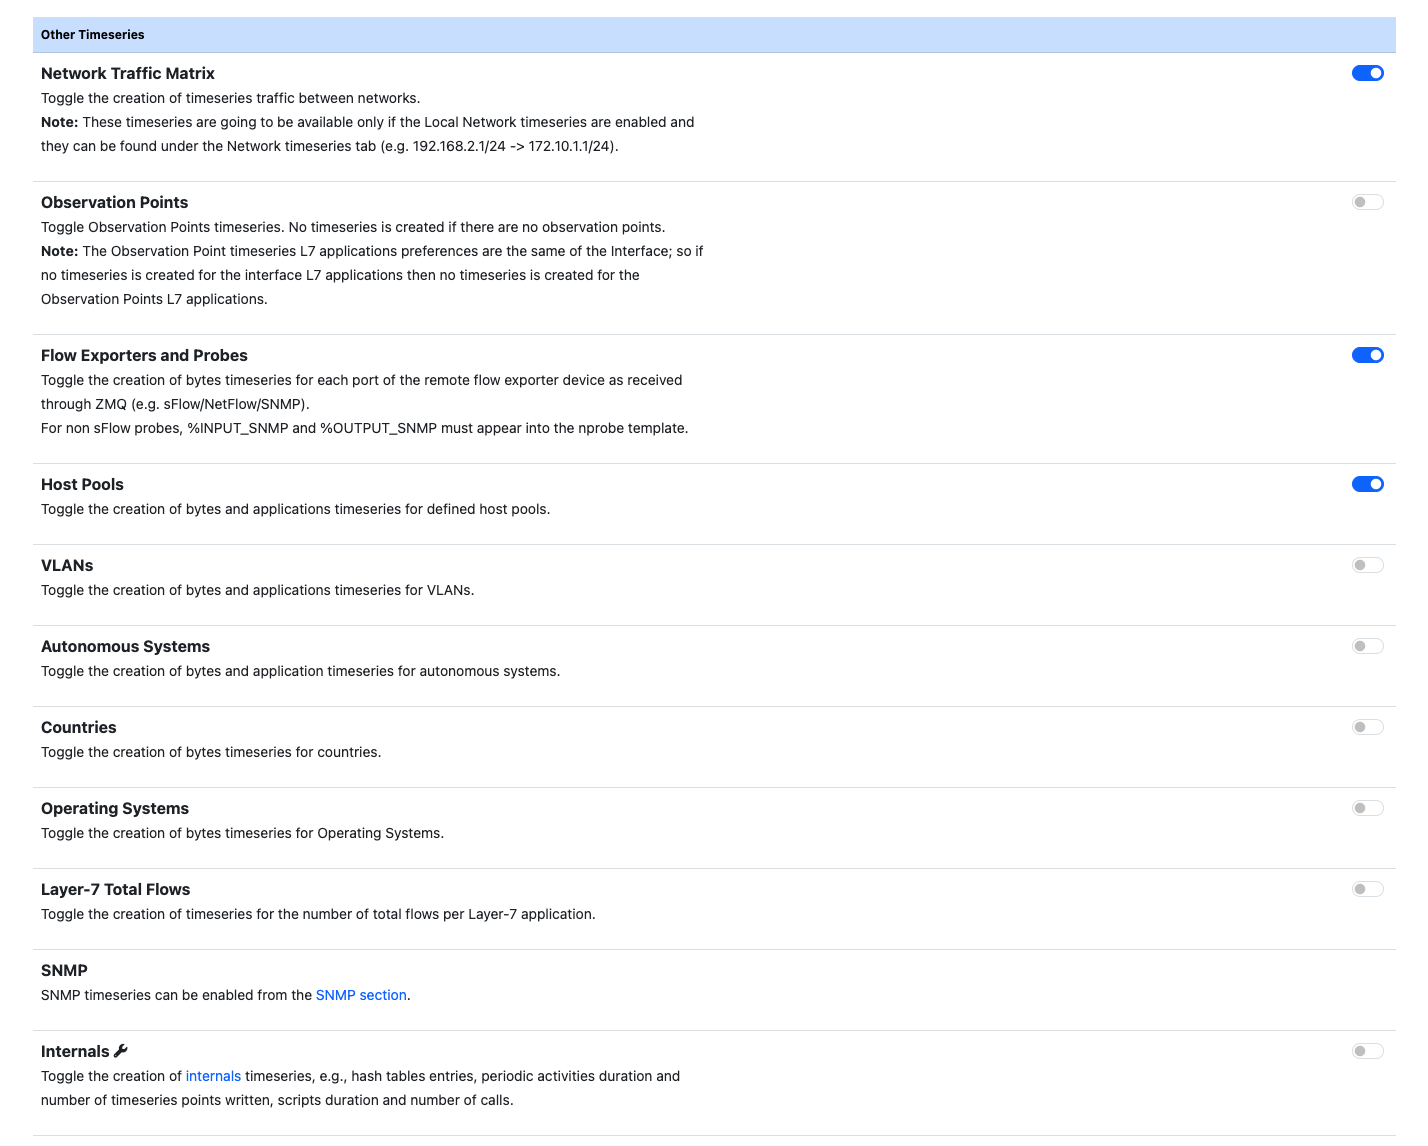 Other Timeseries
Network Traffic Matrix
Toggle the creation of timeseries traffic between networks.
Note: These timeseries are going to be available only if the Local Network timeseries are enabled and
they can be found under the Network timeseries tab (e.g. 192.168.2.1/24 -> 172.10.1.1/24).
Observation Points
Toggle Observation Points timeseries. No timeseries is created if there are no observation points.
Note: The Observation Point timeseries L7 applications preferences are the same of the Interface; so if
no timeseries is created for the interface L7 applications then no timeseries is created for the
Observation Points L7 applications.
Flow Exporters and Probes
Toggle the creation of bytes timeseries for each port of the remote flow exporter device as received
through ZMQ (e.g. sFlow/NetFlow/SNMP).
For non sFlow probes, %INPUT_SNMP and %OUTPUT_SNMP must appear into the nprobe template.
Host Pools
Toggle the creation of bytes and applications timeseries for defined host pools.
VLANs
Toggle the creation of bytes and applications timeseries for VLANs.
Autonomous Systems
Toggle the creation of bytes and application timeseries for autonomous systems.
Countries
Toggle the creation of bytes timeseries for countries.
Operating Systems
Toggle the creation of bytes timeseries for Operating Systems.
Layer-7 Total Flows
Toggle the creation of timeseries for the number of total flows per Layer-7 application.
SNMP
SNMP timeseries can be enabled from the SNMP section.
Internals
Toggle the creation of internals timeseries, e.g., hash tables entries, periodic activities duration and
number of timeseries points written, scripts duration and number of calls.